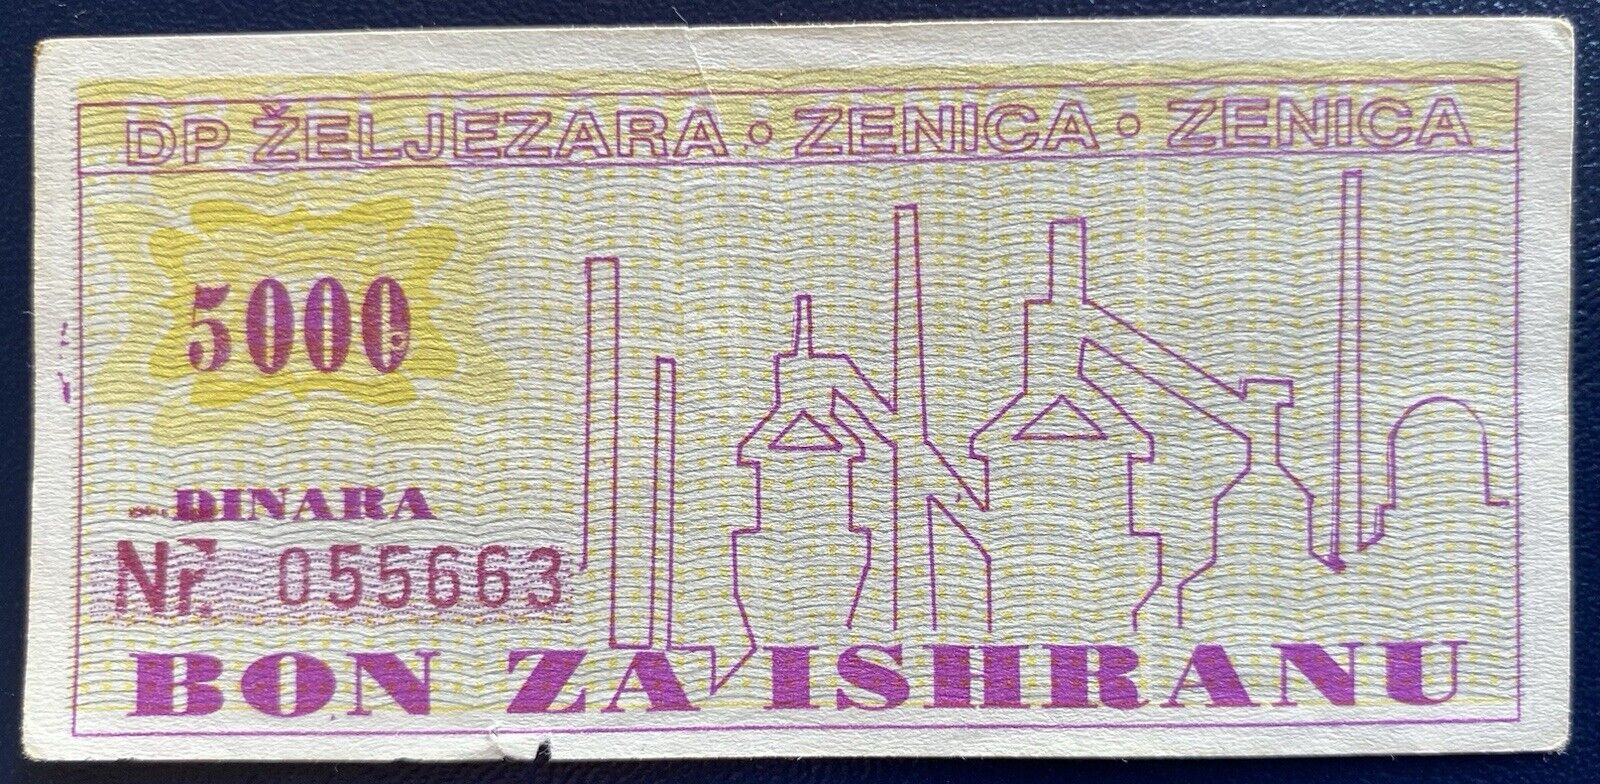 DP ŽELJEZARA • ZENICA • ZENICA
5000
DINARA
Nr. 055663
BON ZA ISHRANU